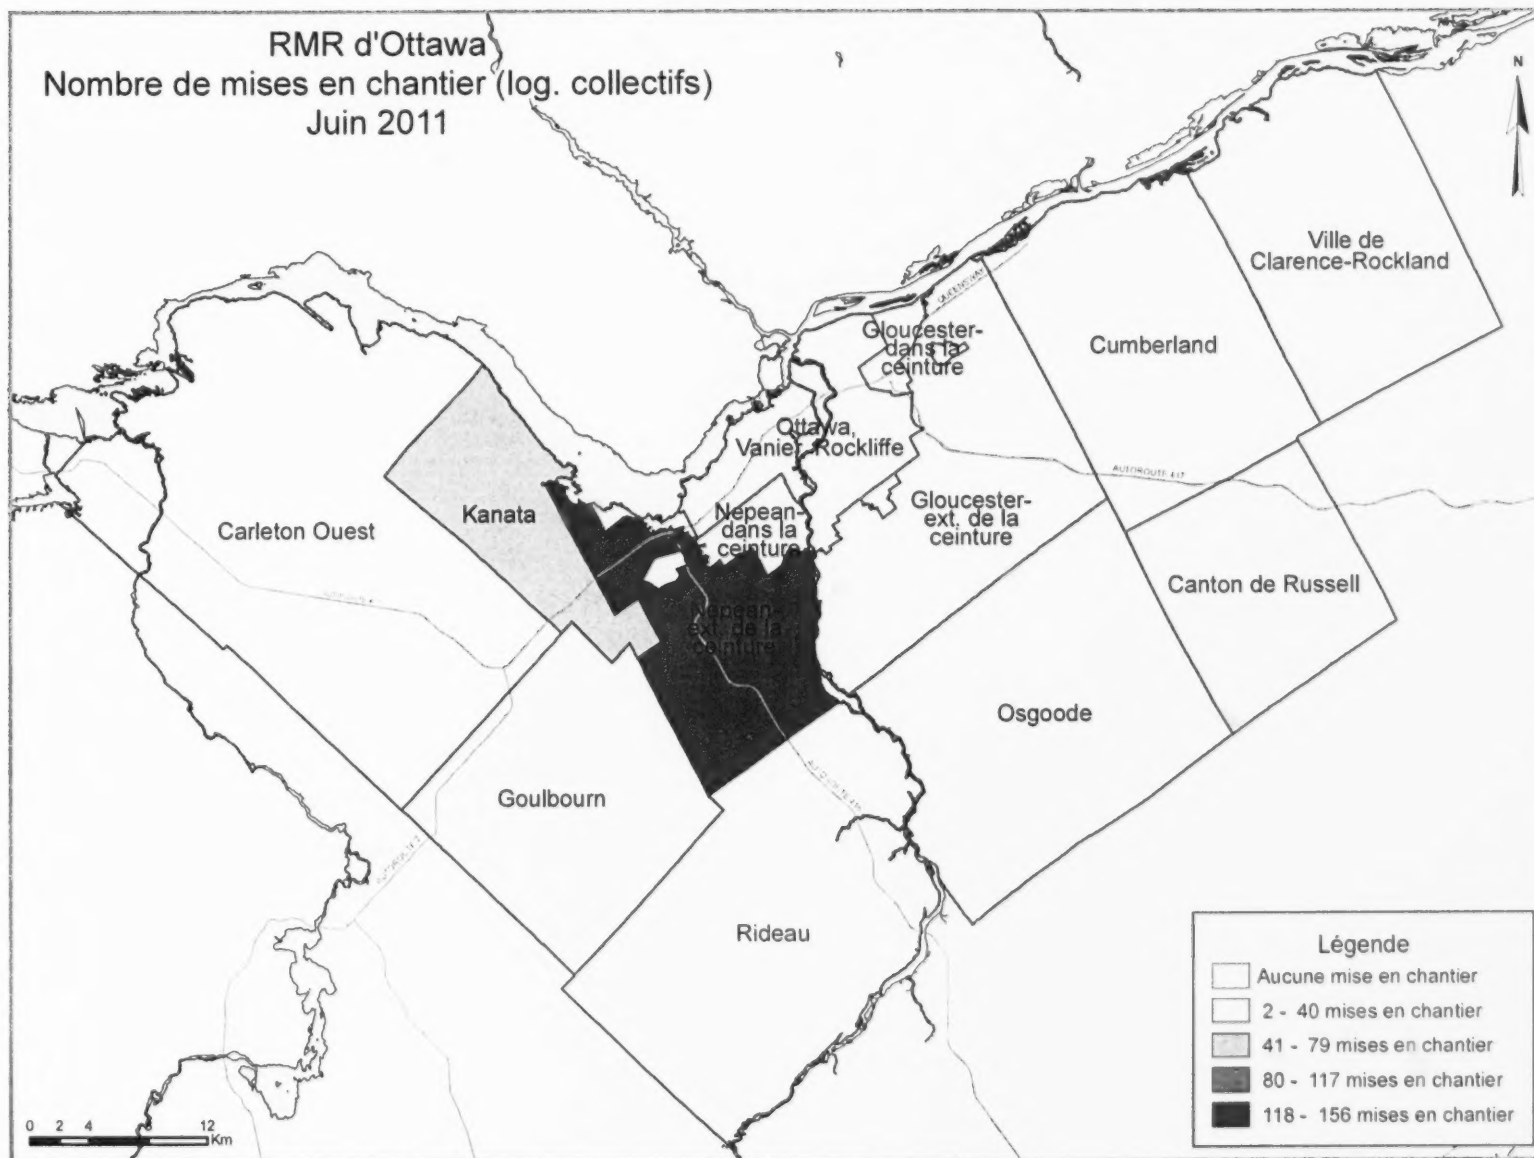 RMR d'Ottawa
Nombre de mises en chantier (log. collectifs)
Juin 2011
N
Ville de
Clarence-Rockland
QUEENSWAY
Gloucester-
dans la
ceinture
Cumberland
Ottawa,
Vanier, Rockliffe
AUTOROUTE 417
Kanata
Carleton Ouest
Nepean-
dans la
ceinture
Gloucester-
ext. de la
ceinture
Canton de Russell
Nepean-
ext. de la
ceinture
Osgoode
Goulbourn
AUTOROUTE 416
Rideau
Légende
Aucune mise en chantier
2 - 40 mises en chantier
41 - 79 mises en chantier
80 - 117 mises en chantier
118 - 156 mises en chantier
0 2 4 8 12
Km